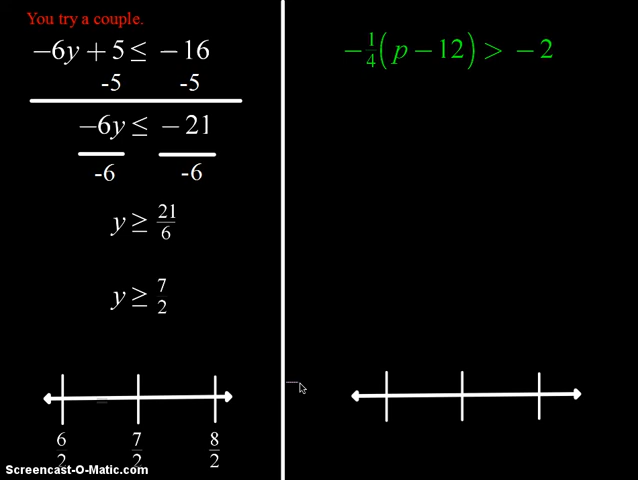 You try a couple.
−6y + 5 ≤ −16
-5 -5
−6y ≤ −21
-6 -6
y ≥ 21/6
y ≥ 7/2
6/2 7/2 8/2
−1/4(p − 12) > −2
Screencast-O-Matic.com